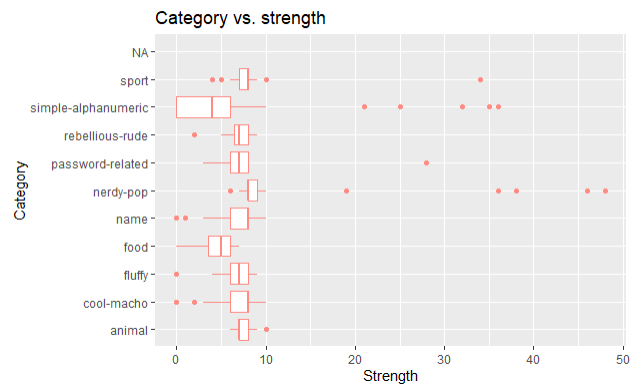 Category vs. strength
NA
sport
simple-alphanumeric
rebellious-rude
password-related
nerdy-pop
name
food
fluffy
cool-macho
animal
Category
0 10 20 30 40 50
Strength